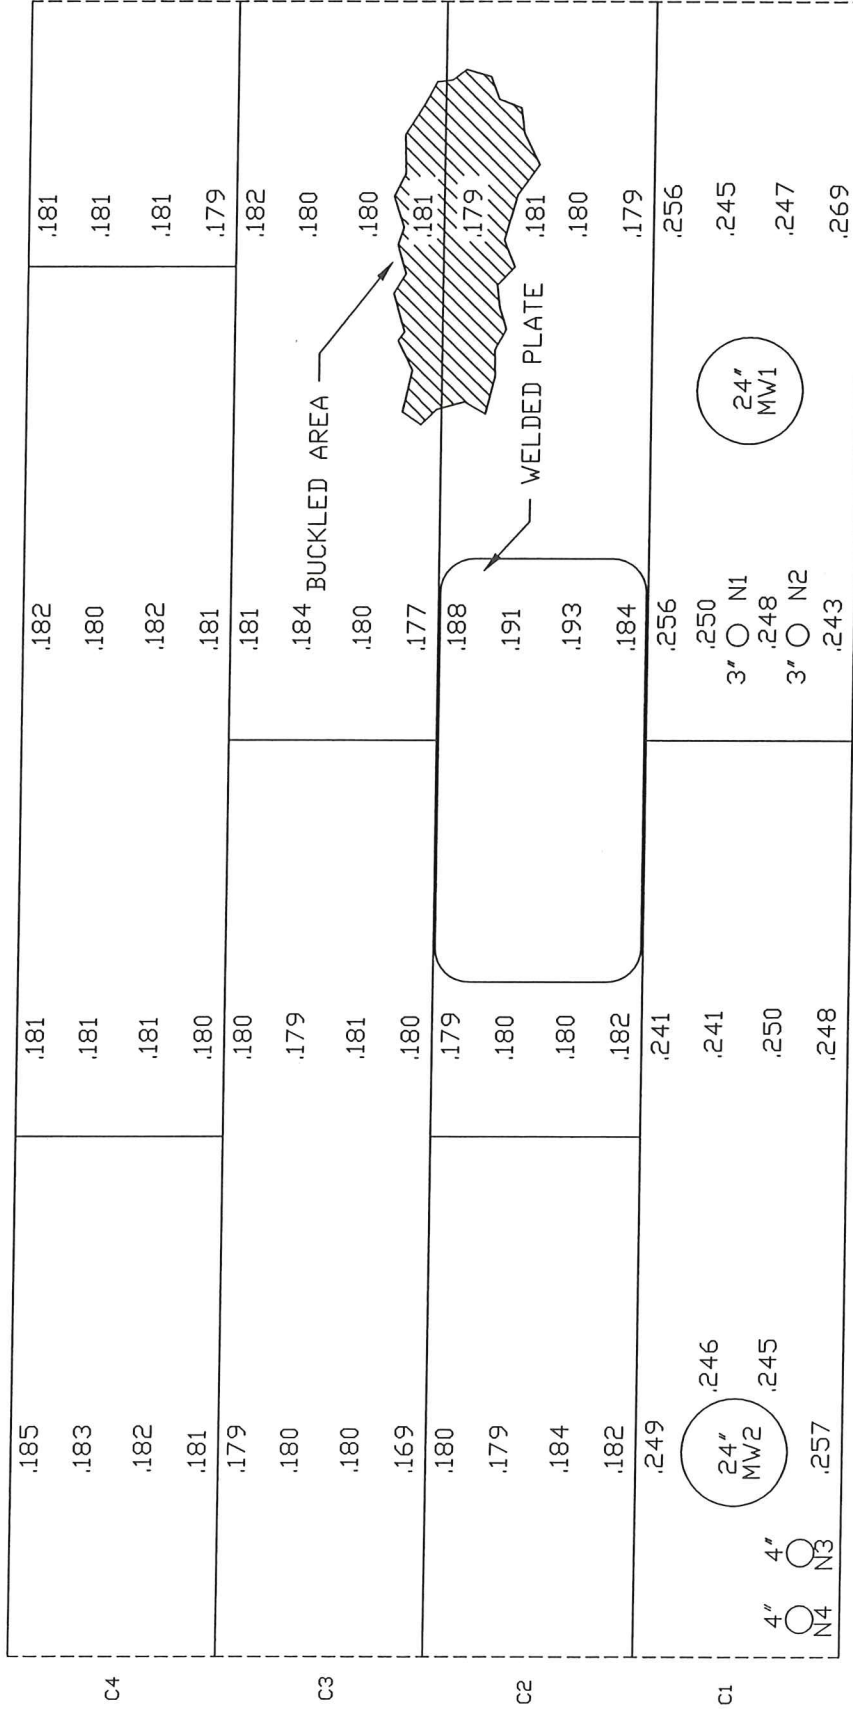 C4
.185 .181 .182 .181
.183 .181 .180 .181
.182 .181 .182 .181
.181 .180 .181 .179
C3
.179 .180 .181 .182
.180 .179 .184 .180
BUCKLED AREA
.180 .181 .180 .180
.169 .180 .177 .181
C2
.180 .179 .188 .179
.179 .180 .191 .181
WELDED PLATE
.184 .180 .193 .180
.182 .182 .184 .179
C1
.249 .241 .256 .256
.246 .241 .250 .245
24"
MW2
3" N1
24"
MW1
.245 .250 .248 .247
4"
N4
4"
N3
3" N2
.257 .248 .243 .269